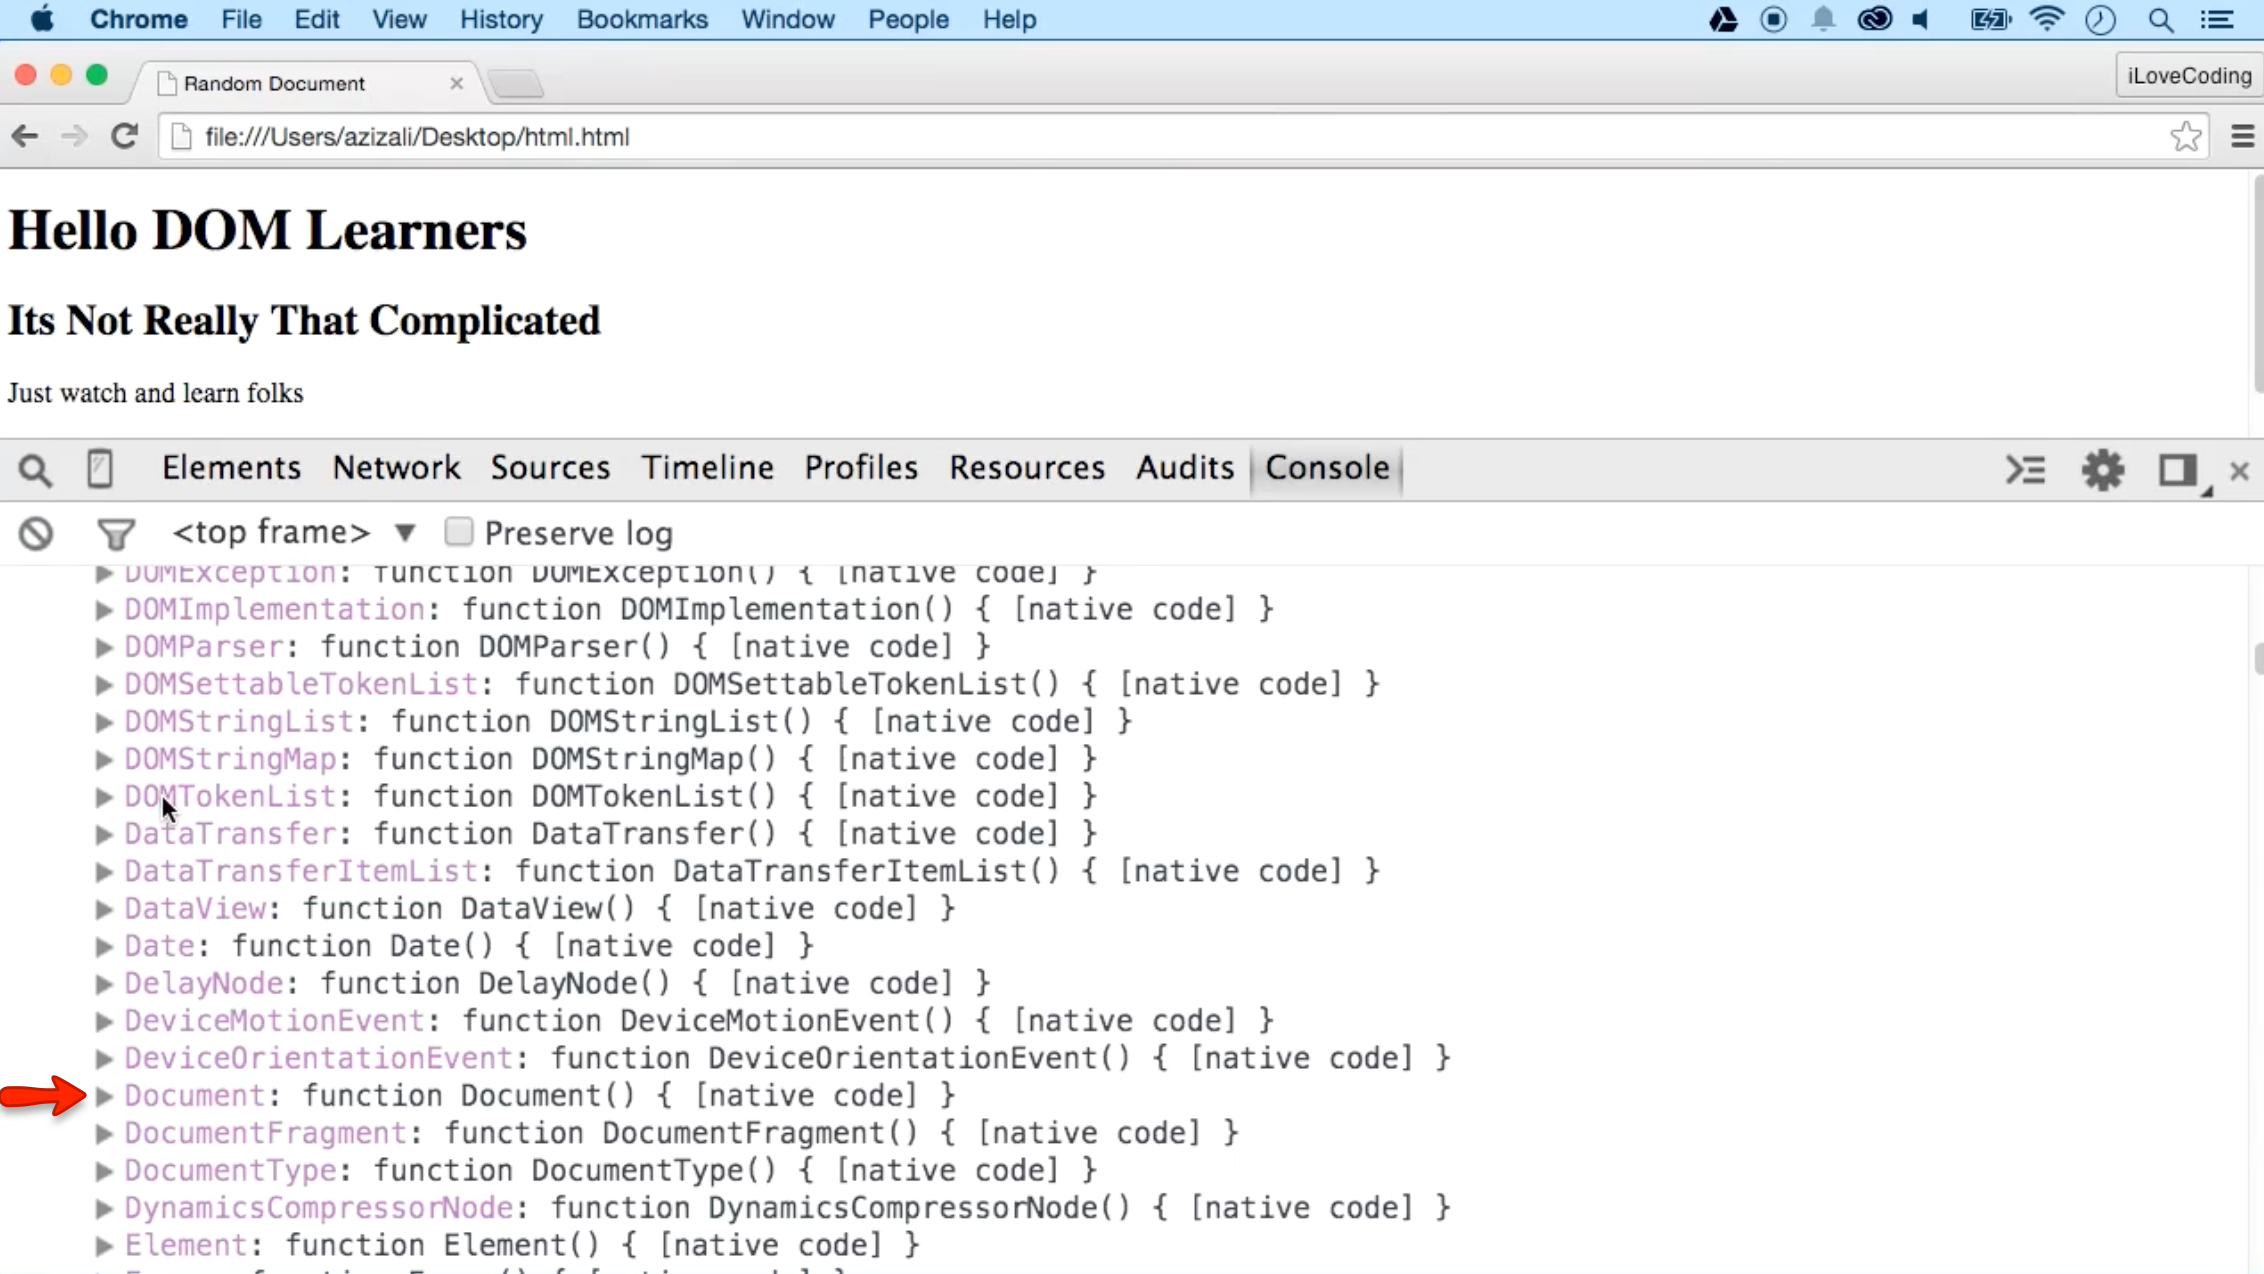 Chrome File Edit View History Bookmarks Window People Help
Random Document
iLoveCoding
file:///Users/azizali/Desktop/html.html
Hello DOM Learners
Its Not Really That Complicated
Just watch and learn folks
Elements Network Sources Timeline Profiles Resources Audits Console
<top frame> Preserve log
DOMException: function DOMException() { [native code] }
DOMImplementation: function DOMImplementation() { [native code] }
DOMParser: function DOMParser() { [native code] }
DOMSettableTokenList: function DOMSettableTokenList() { [native code] }
DOMStringList: function DOMStringList() { [native code] }
DOMStringMap: function DOMStringMap() { [native code] }
DOMTokenList: function DOMTokenList() { [native code] }
DataTransfer: function DataTransfer() { [native code] }
DataTransferItemList: function DataTransferItemList() { [native code] }
DataView: function DataView() { [native code] }
Date: function Date() { [native code] }
DelayNode: function DelayNode() { [native code] }
DeviceMotionEvent: function DeviceMotionEvent() { [native code] }
DeviceOrientationEvent: function DeviceOrientationEvent() { [native code] }
Document: function Document() { [native code] }
DocumentFragment: function DocumentFragment() { [native code] }
DocumentType: function DocumentType() { [native code] }
DynamicsCompressorNode: function DynamicsCompressorNode() { [native code] }
Element: function Element() { [native code] }